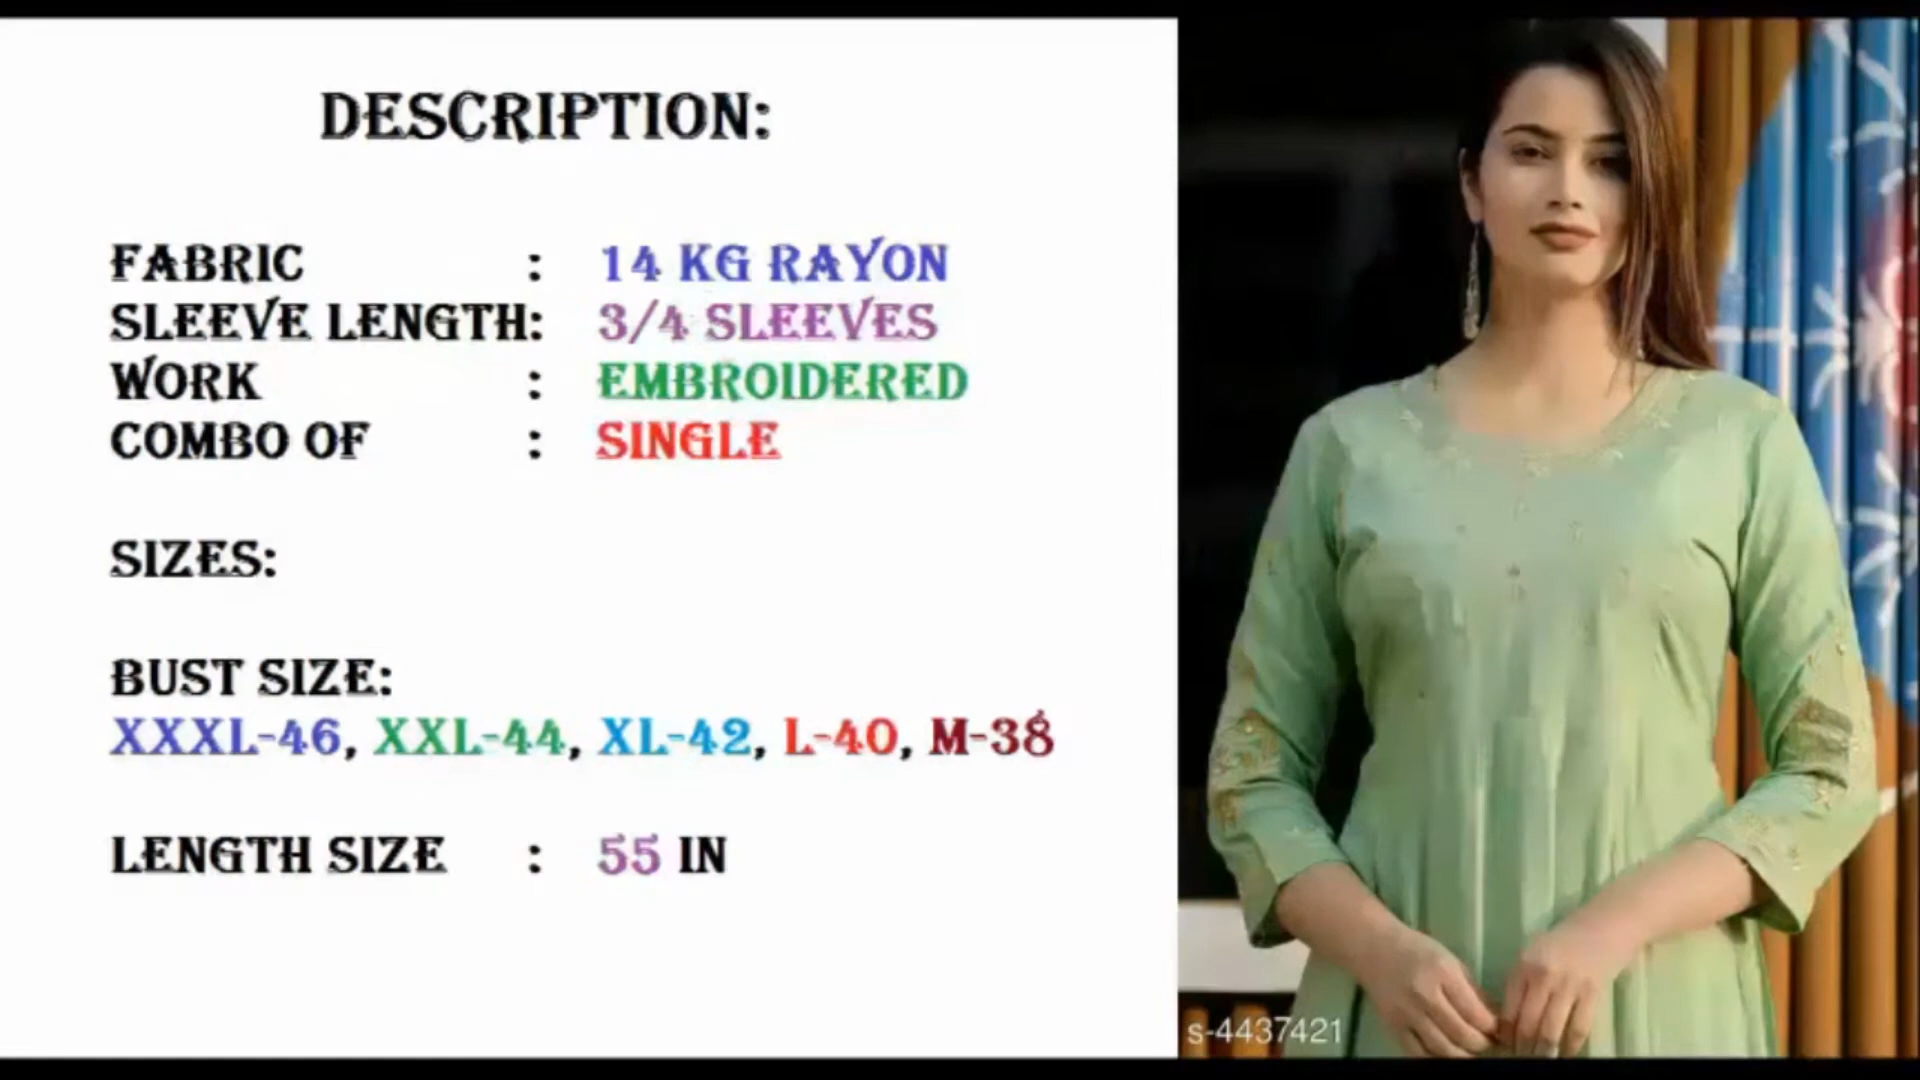 DESCRIPTION:
FABRIC : 14 KG RAYON
SLEEVE LENGTH: 3/4 SLEEVES
WORK : EMBROIDERED
COMBO OF : SINGLE
SIZES:
BUST SIZE:
XXXL-46, XXL-44, XL-42, L-40, M-38
LENGTH SIZE : 55 IN
s-4437421